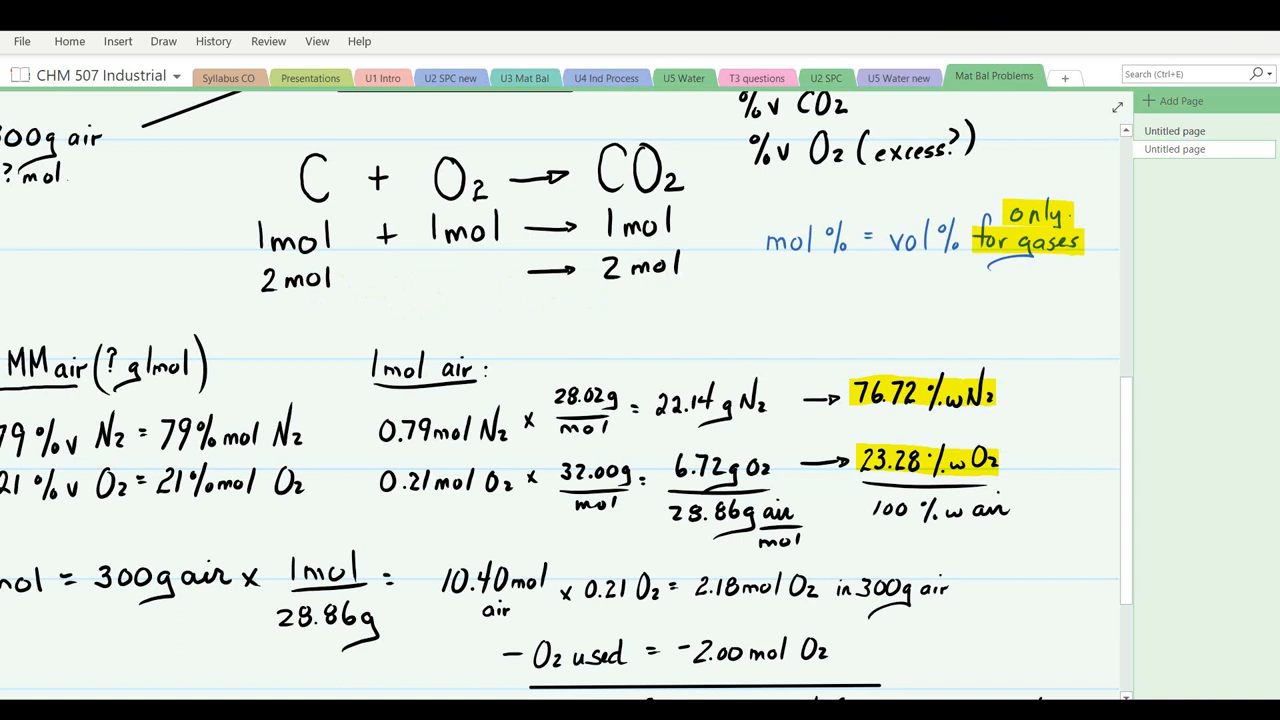 File Home Insert Draw History Review View Help
CHM 507 Industrial
Syllabus CO Presentations U1 Intro U2 SPC new U3 Mat Bal U4 Ind Process U5 Water T3 questions U2 SPC U5 Water new Mat Bal Problems +
Search (Ctrl+E)
Add Page
Untitled page
Untitled page
%v CO2
300g air
? mol
%v O2 (excess?)
C + O2 → CO2
1mol + 1mol → 1mol
2 mol → 2 mol
only
mol % = vol % for gases
MM air (? g/mol)
1mol air :
79 %v N2 = 79% mol N2
0.79mol N2 × 28.02g/mol = 22.14 g N2 → 76.72 %w N2
21 %v O2 = 21% mol O2
0.21mol O2 × 32.00g/mol = 6.72g O2 → 23.28 %w O2
28.86g air/mol
100 %w air
mol = 300g air × 1mol/28.86g = 10.40mol air × 0.21 O2 = 2.18mol O2 in 300g air
- O2 used = -2.00 mol O2